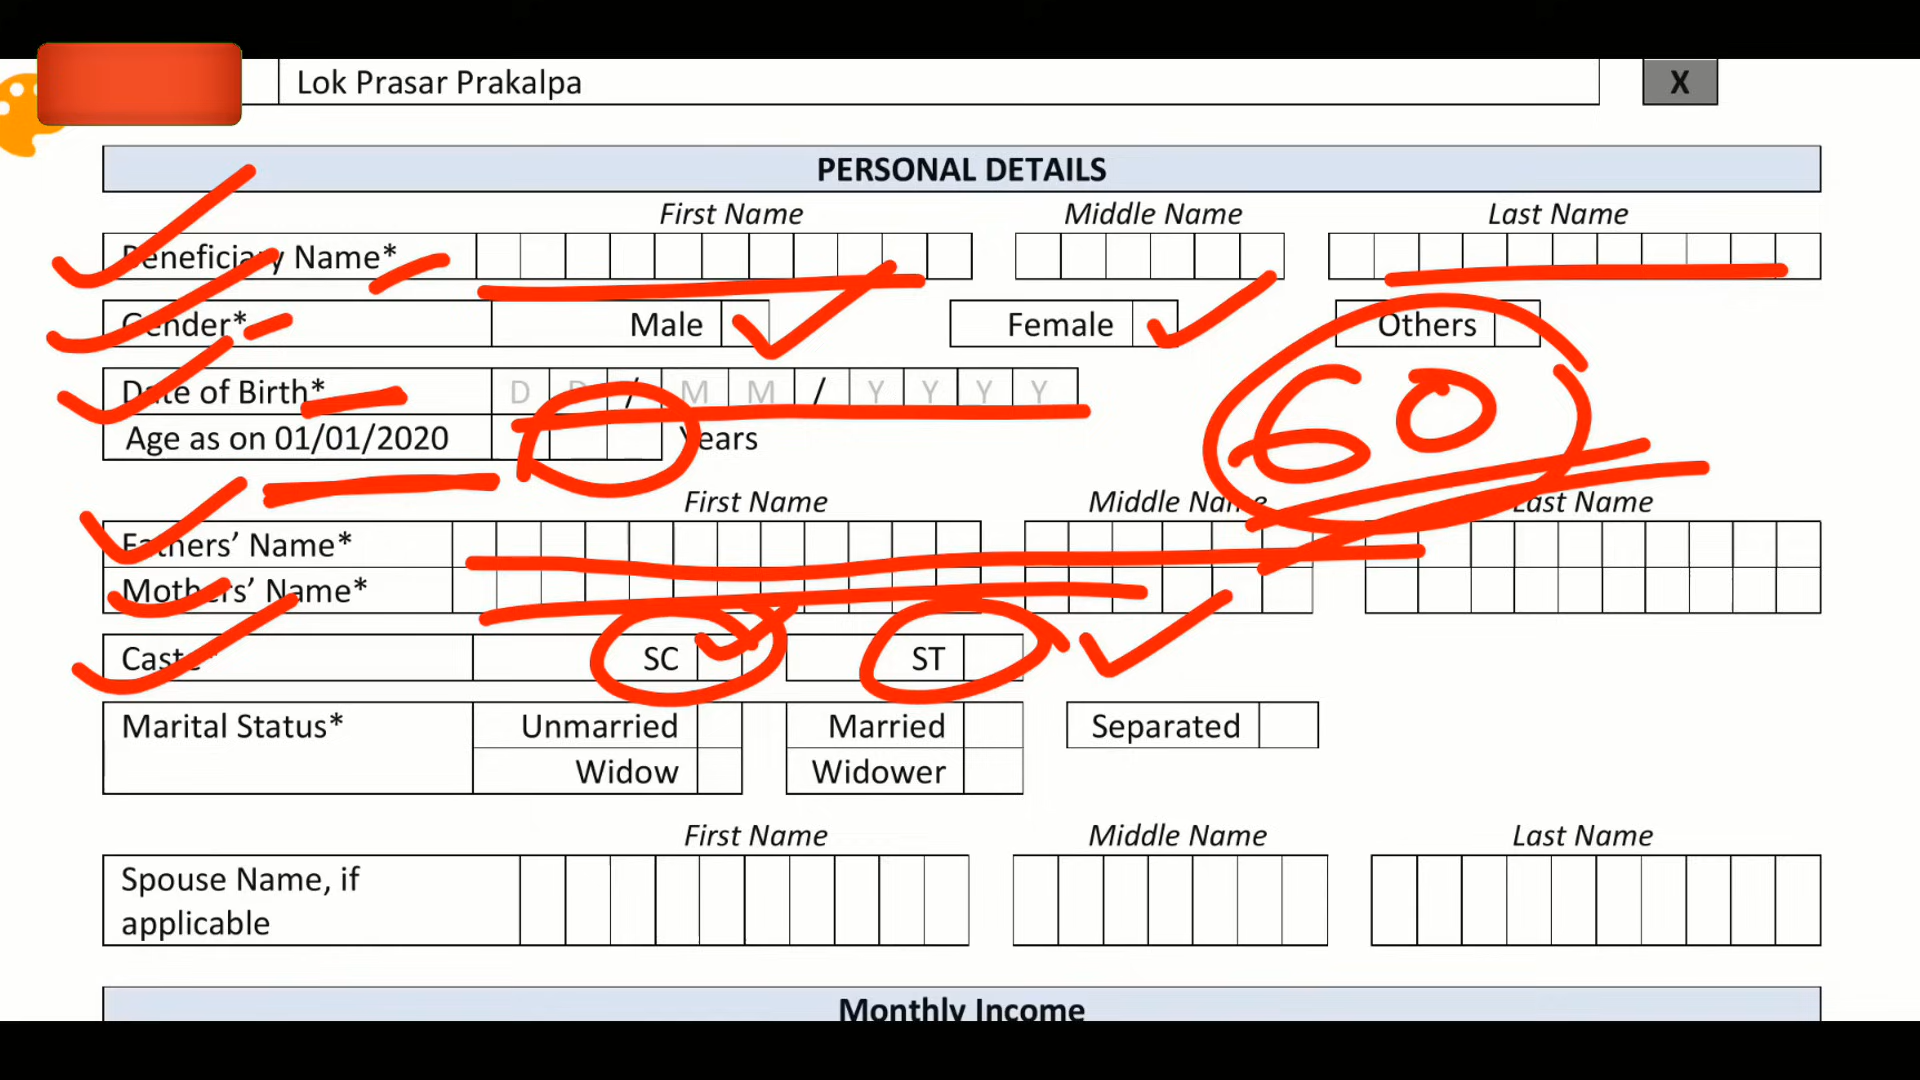 Lok Prasar Prakalpa X
PERSONAL DETAILS
First Name Middle Name Last Name
Beneficiary Name*
Gender* Male Female Others
Date of Birth* D D / M M / Y Y Y Y
60
Age as on 01/01/2020 Years
First Name Middle Name Last Name
Fathers’ Name*
Mothers’ Name*
Caste* SC ST
Marital Status* Unmarried Married Separated
Widow Widower
First Name Middle Name Last Name
Spouse Name, if
applicable
Monthly Income